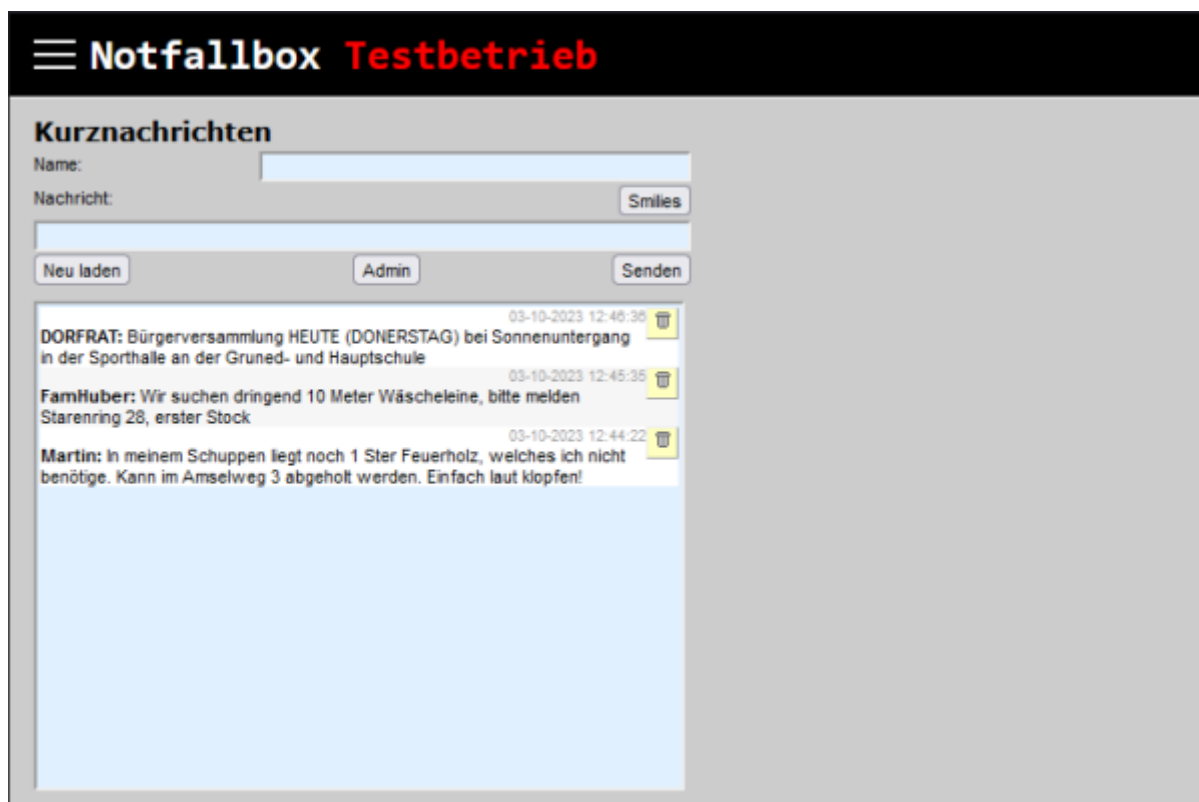 Notfallbox Testbetrieb
Kurznachrichten
Name:
Nachricht:
Smilies
Neu laden
Admin
Senden
03-10-2023 12:46:36
DORFRAT: Bürgerversammlung HEUTE (DONERSTAG) bei Sonnenuntergang
in der Sporthalle an der Gruned- und Hauptschule
03-10-2023 12:45:35
FamHuber: Wir suchen dringend 10 Meter Wäscheleine, bitte melden
Starenring 28, erster Stock
03-10-2023 12:44:22
Martin: In meinem Schuppen liegt noch 1 Ster Feuerholz, welches ich nicht
benötige. Kann im Amselweg 3 abgeholt werden. Einfach laut klopfen!